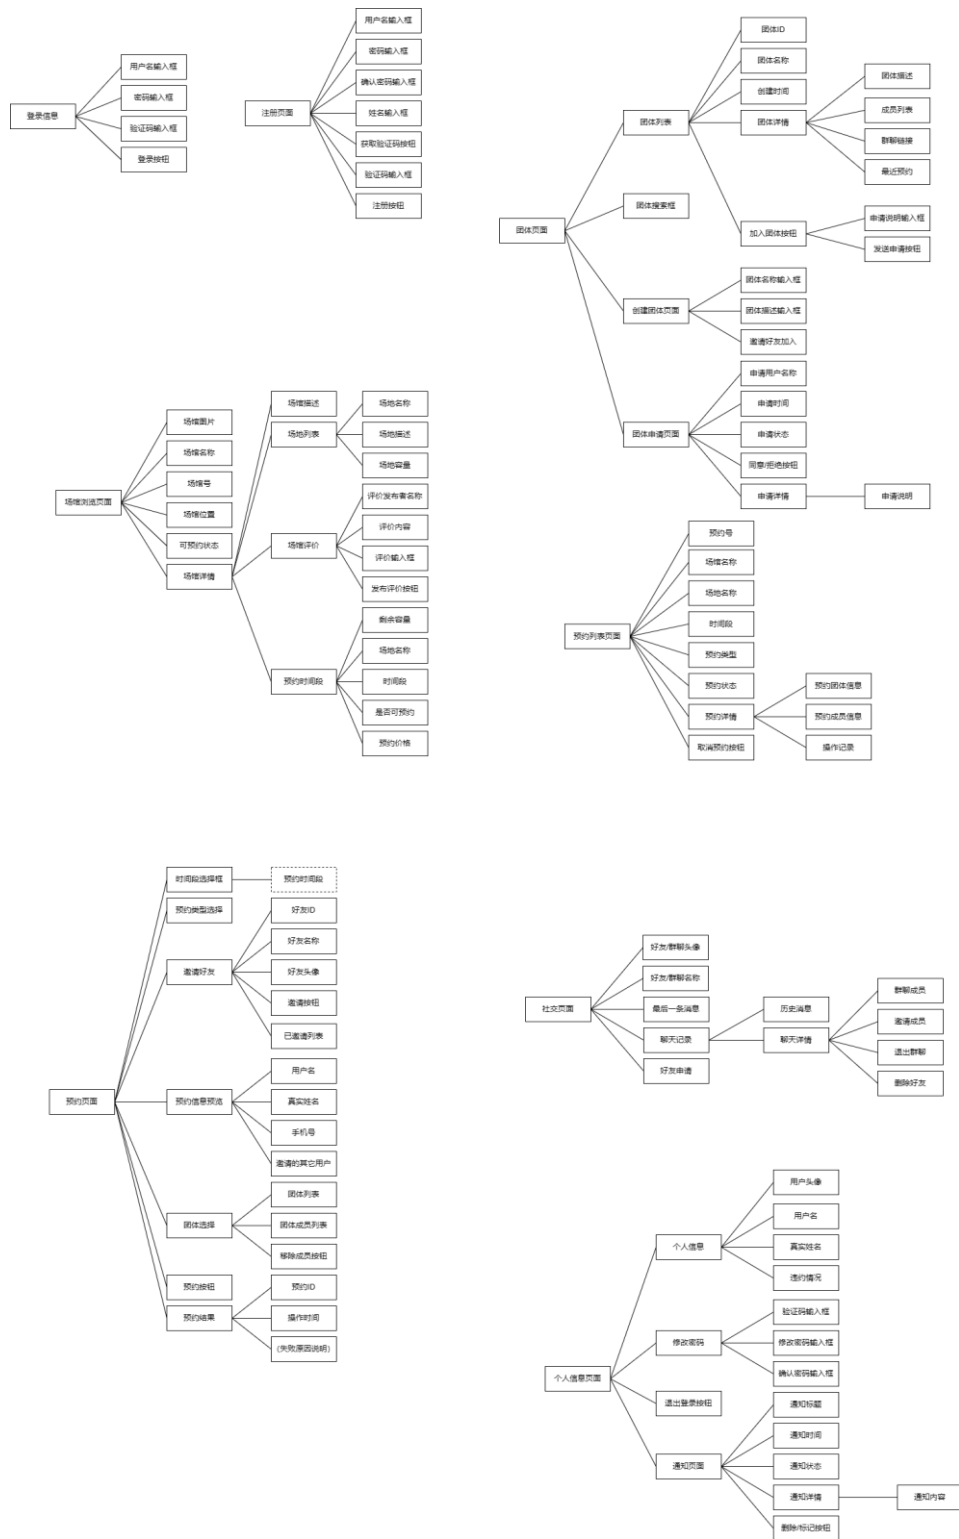 登录信息
用户名输入框
密码输入框
验证码输入框
登录按钮
注册页面
用户名输入框
密码输入框
确认密码输入框
姓名输入框
获取验证码按钮
验证码输入框
注册按钮
团体页面
团体列表
团体ID
团体名称
创建时间
团体详情
团体描述
成员列表
群聊链接
最近预约
加入团体按钮
申请说明输入框
发送申请按钮
团体搜索框
创建团体页面
团体名称输入框
团体描述输入框
邀请好友加入
团体申请页面
申请用户名称
申请时间
申请状态
同意/拒绝按钮
申请详情
申请说明
场馆浏览页面
场馆图片
场馆名称
场馆号
场馆位置
可预约状态
场馆详情
场馆描述
场地列表
场地名称
场地描述
场地容量
场馆评价
评价发布者名称
评价内容
评价输入框
发布评价按钮
预约时间段
剩余容量
场地名称
时间段
是否可预约
预约价格
预约列表页面
预约号
场馆名称
场地名称
时间段
预约类型
预约状态
预约详情
预约团体信息
预约成员信息
操作记录
取消预约按钮
预约页面
时间段选择框
预约时间段
预约类型选择
邀请好友
好友ID
好友名称
好友头像
邀请按钮
已邀请列表
预约信息预览
用户名
真实姓名
手机号
邀请的其它用户
团体选择
团体列表
团体成员列表
移除成员按钮
预约按钮
预约结果
预约ID
操作时间
(失败原因说明)
社交页面
好友/群聊头像
好友/群聊名称
最后一条消息
聊天记录
历史消息
聊天详情
群聊成员
邀请成员
退出群聊
删除好友
好友申请
个人信息页面
个人信息
用户头像
用户名
真实姓名
违约情况
修改密码
验证码输入框
修改密码输入框
确认密码输入框
退出登录按钮
通知页面
通知标题
通知时间
通知状态
通知详情
通知内容
删除/标记按钮